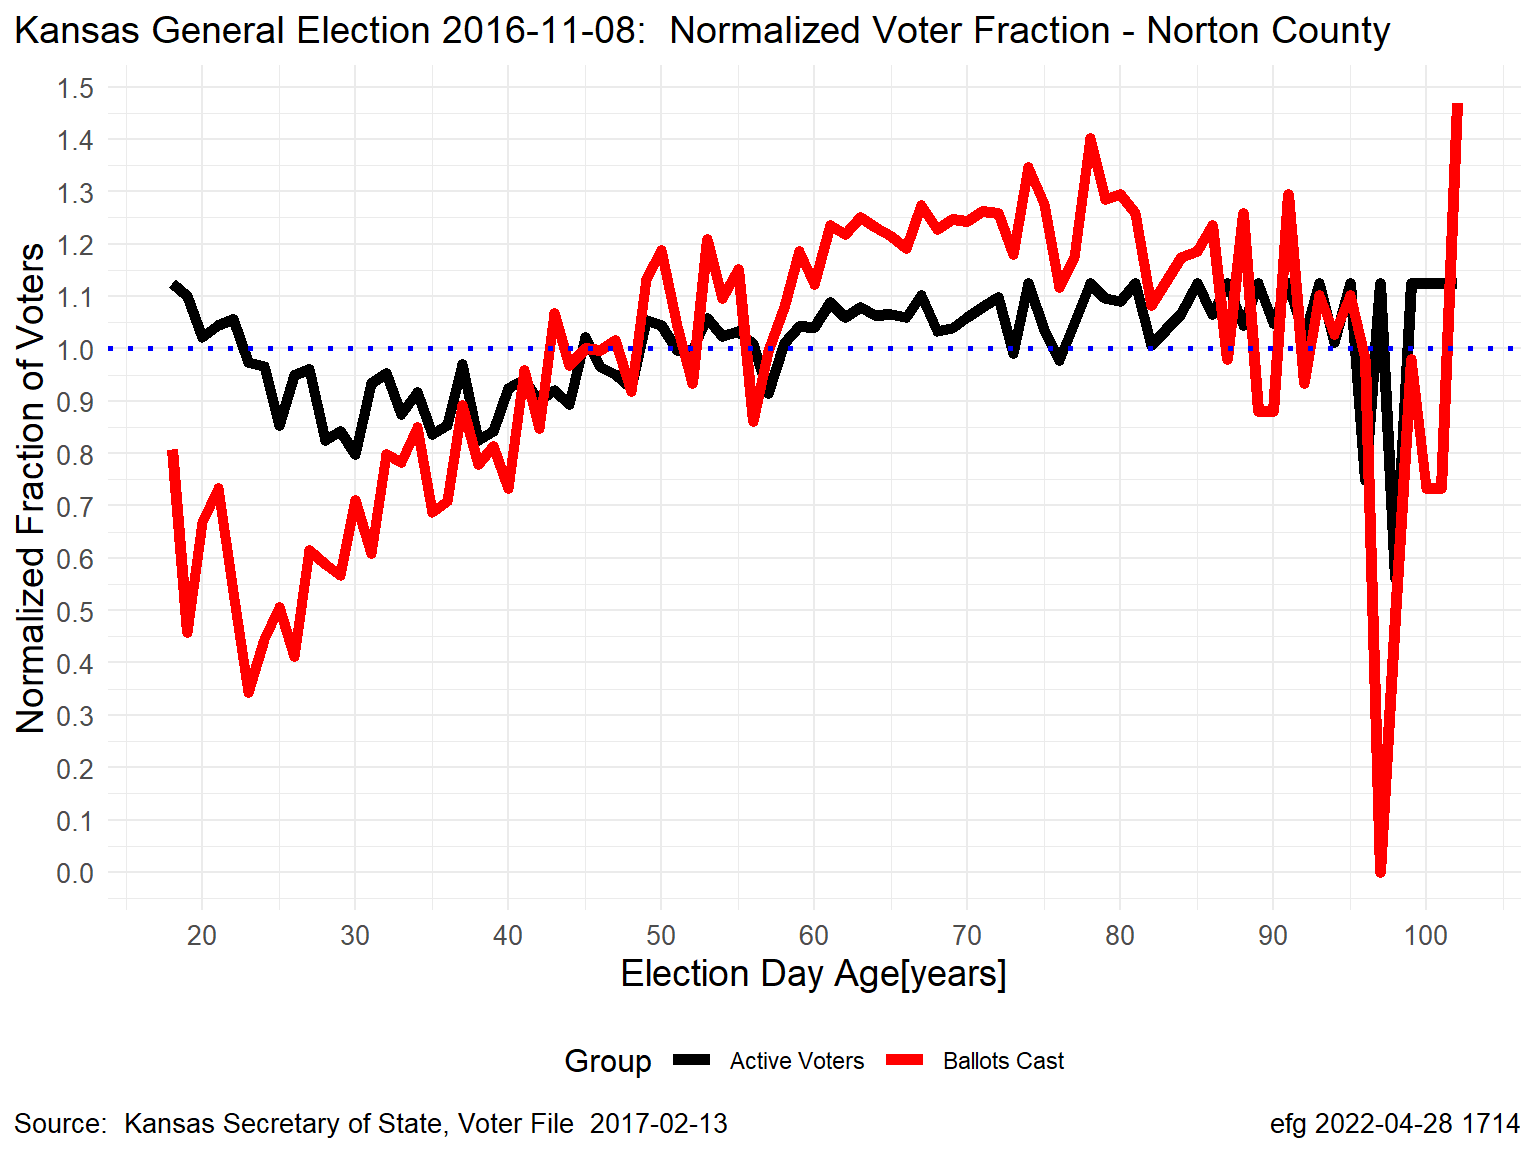 Kansas General Election 2016-11-08:  Normalized Voter Fraction - Norton County
Normalized Fraction of Voters
1.5
1.4
1.3
1.2
1.1
1.0
0.9
0.8
0.7
0.6
0.5
0.4
0.3
0.2
0.1
0.0
20 30 40 50 60 70 80 90 100
Election Day Age[years]
Group Active Voters Ballots Cast
Source:  Kansas Secretary of State, Voter File  2017-02-13
efg 2022-04-28 1714